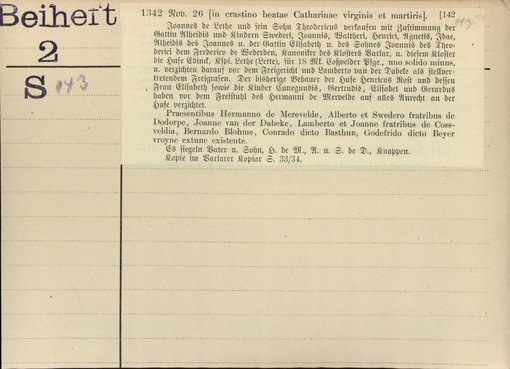 Beiheft
2
S 143
1342 Nov. 26 [in crastino beatae Catharinae virginis et martiris]. [142
143
Joannes de Lethe und sein Sohn Theodericus verkaufen mit Zustimmung der
Gattin Alheidis und Kindern Swederi, Joannis, Waltheri, Henrici, Agnetis, Idae,
Alheidis des Joannes u. der Gattin Elisabeth u. des Sohnes Joannis des Theo-
derici dem Frederico de Wederden, Kanoniker des Klosters Varlar, u. diesem Kloster
die Hufe Edinck, Kspl. Lethe (Lette), für 18 Mk. Coßvelder Pfge., uno solido minus,
u. verzichten darauf vor dem Freigericht und Lamberto van der Dabeke als stellver-
tretendem Freigrafen. Der bisherige Bebauer der Hufe Henricus Rost und dessen
Frau Elisabeth sowie die Kinder Cunegundis, Gertrudis, Elisabet und Gerardus
haben vor dem Freistuhl des Hermanni de Mervelde auf alles Anrecht an der
Hufe verzichtet.
Praesentibus Hermanno de Merevelde, Alberto et Swedero fratribus de
Dodorpe, Joanne van der Dabeke, Lamberto et Joanne fratribus de Coss-
veldia, Bernardo Blohme, Conrado dicto Basthun, Godefrido dicto Beyer
vroyne extunc existente.
Es siegeln Vater u. Sohn, H. de M., A. u. S. de D., Knappen.
Kopie im Varlarer Kopiar S. 33/34.